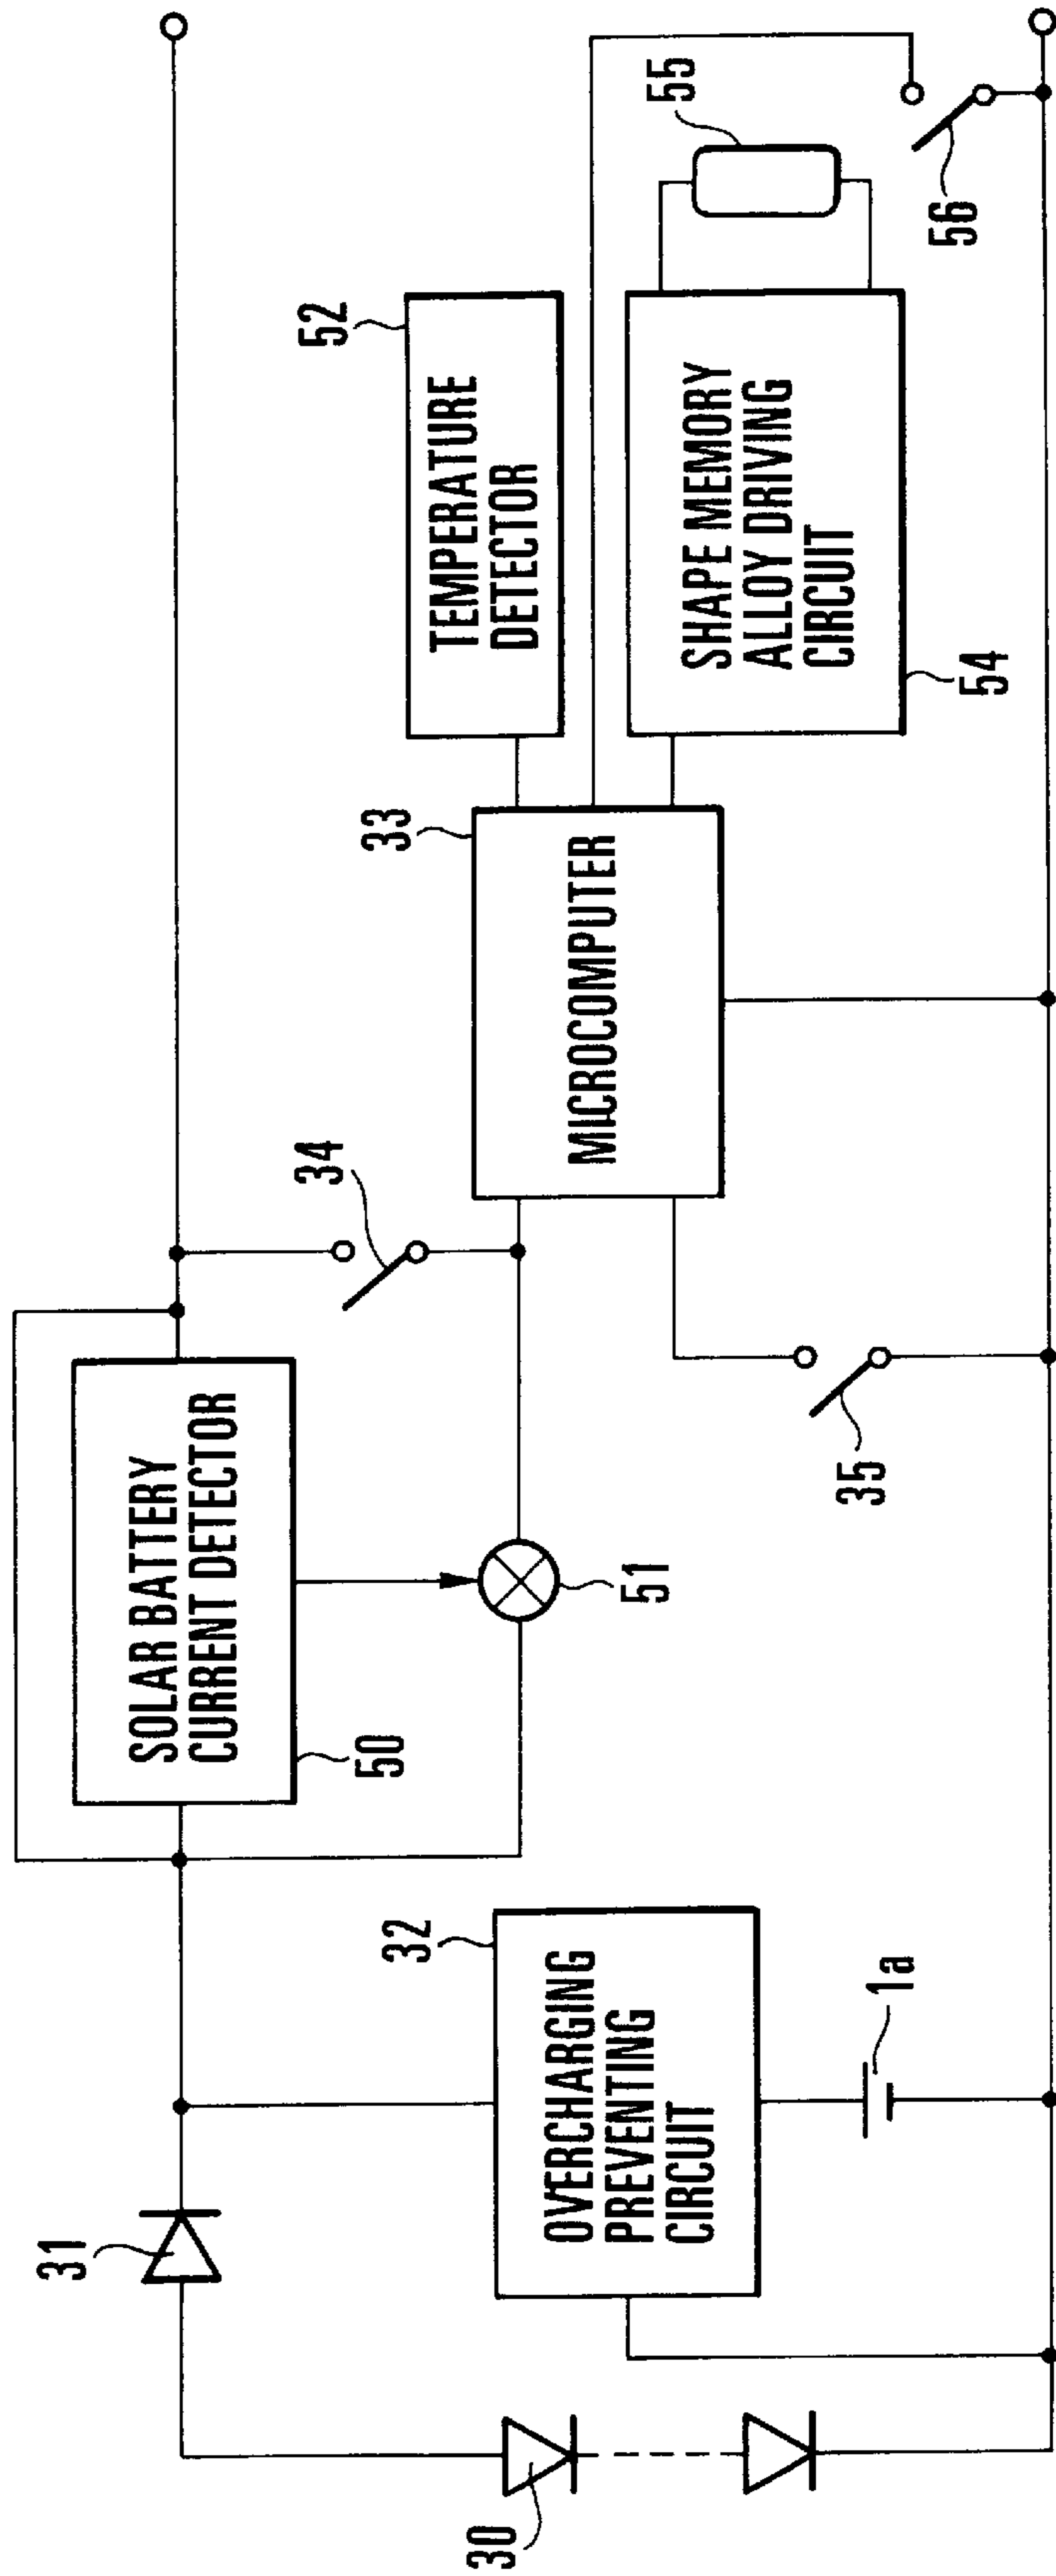 31
30
32
OVERCHARGING
PREVENTING
CIRCUIT
1a
SOLAR BATTERY
CURRENT DETECTOR
50
51
34
35
33
MICROCOMPUTER
52
TEMPERATURE
DETECTOR
SHAPE MEMORY
ALLOY DRIVING
CIRCUIT
54
55
56